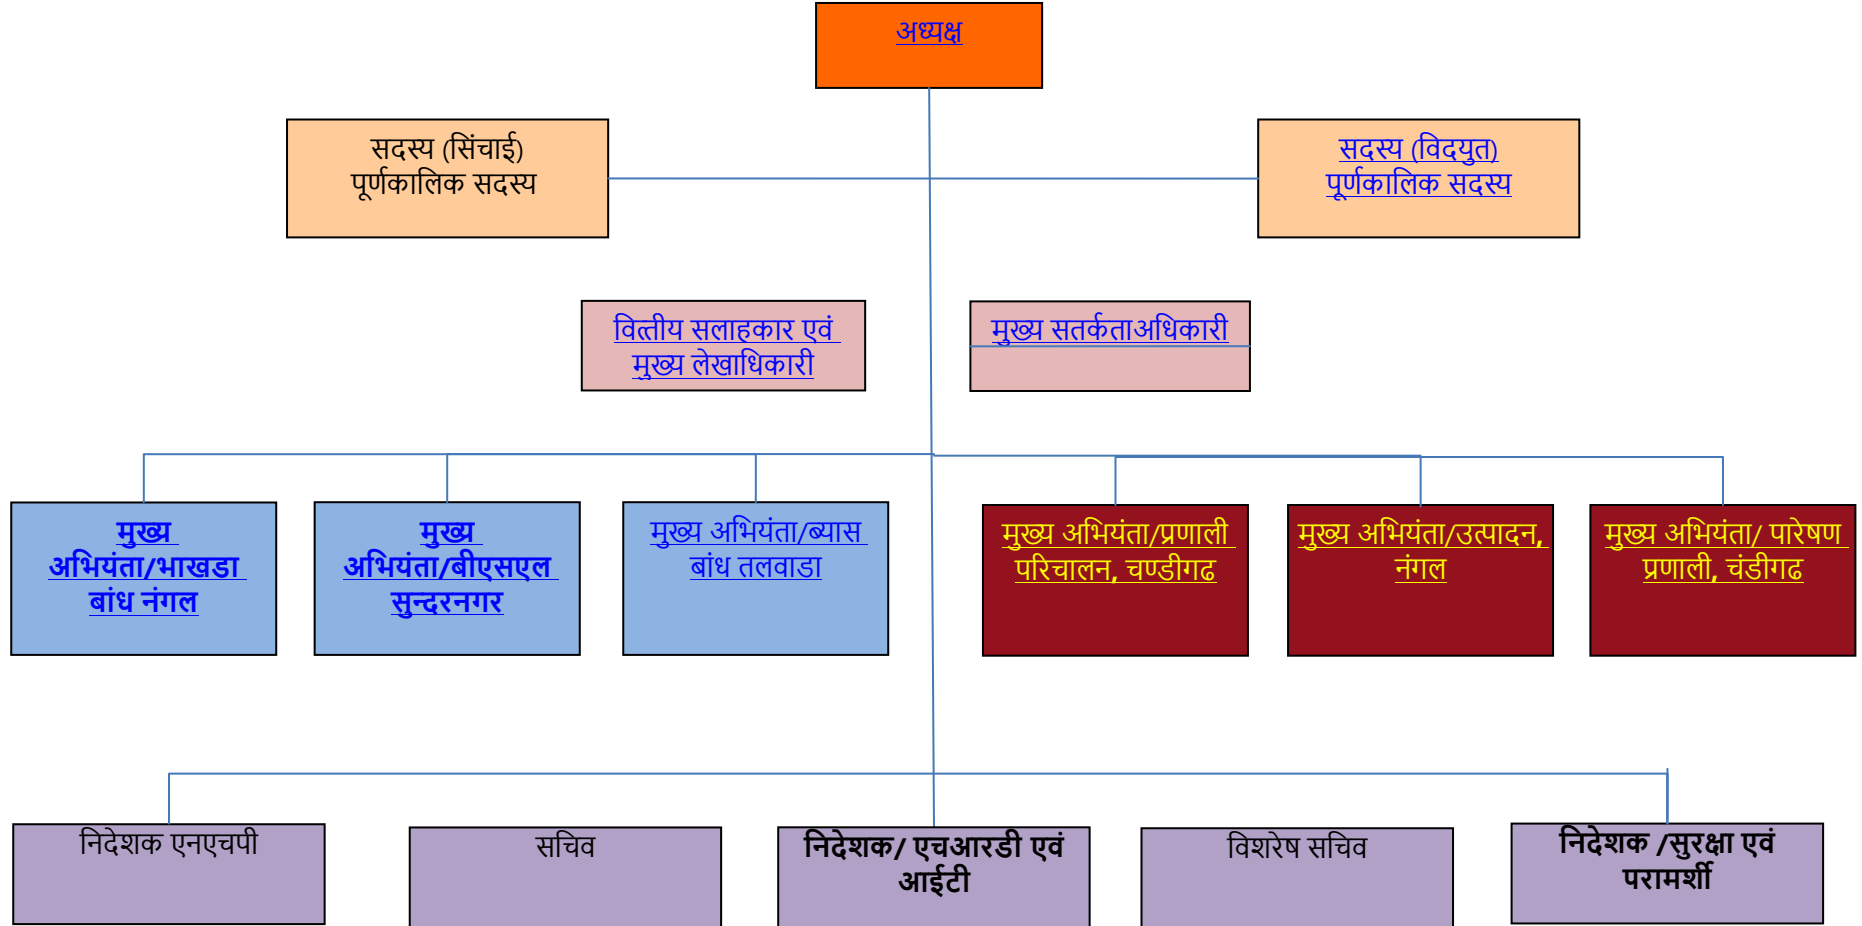 अध्यक्ष
सदस्य (सिंचाई)
पूर्णकालिक सदस्य
सदस्य (विदयुत)
पूर्णकालिक सदस्य
वित्‍तीय सलाहकार एवं
मुख्य लेखाधिकारी
मुख्य सतर्कताअधिकारी
मुख्य
अभियंता/भाखडा
बांध नंगल
मुख्य
अभियंता/बीएसएल
सुन्दरनगर
मुख्य अभियंता/ब्यास
बांध तलवाडा
मुख्य अभियंता/प्रणाली
परिचालन, चण्डीगढ
मुख्य अभियंता/उत्पादन,
नंगल
मुख्य अभियंता/ पारेषण
प्रणाली, चंडीगढ
निदेशक एनएचपी
सचिव
निदेशक/ एचआरडी एवं
आईटी
विशरेष सचिव
निदेशक /सुरक्षा एवं
परामर्शी